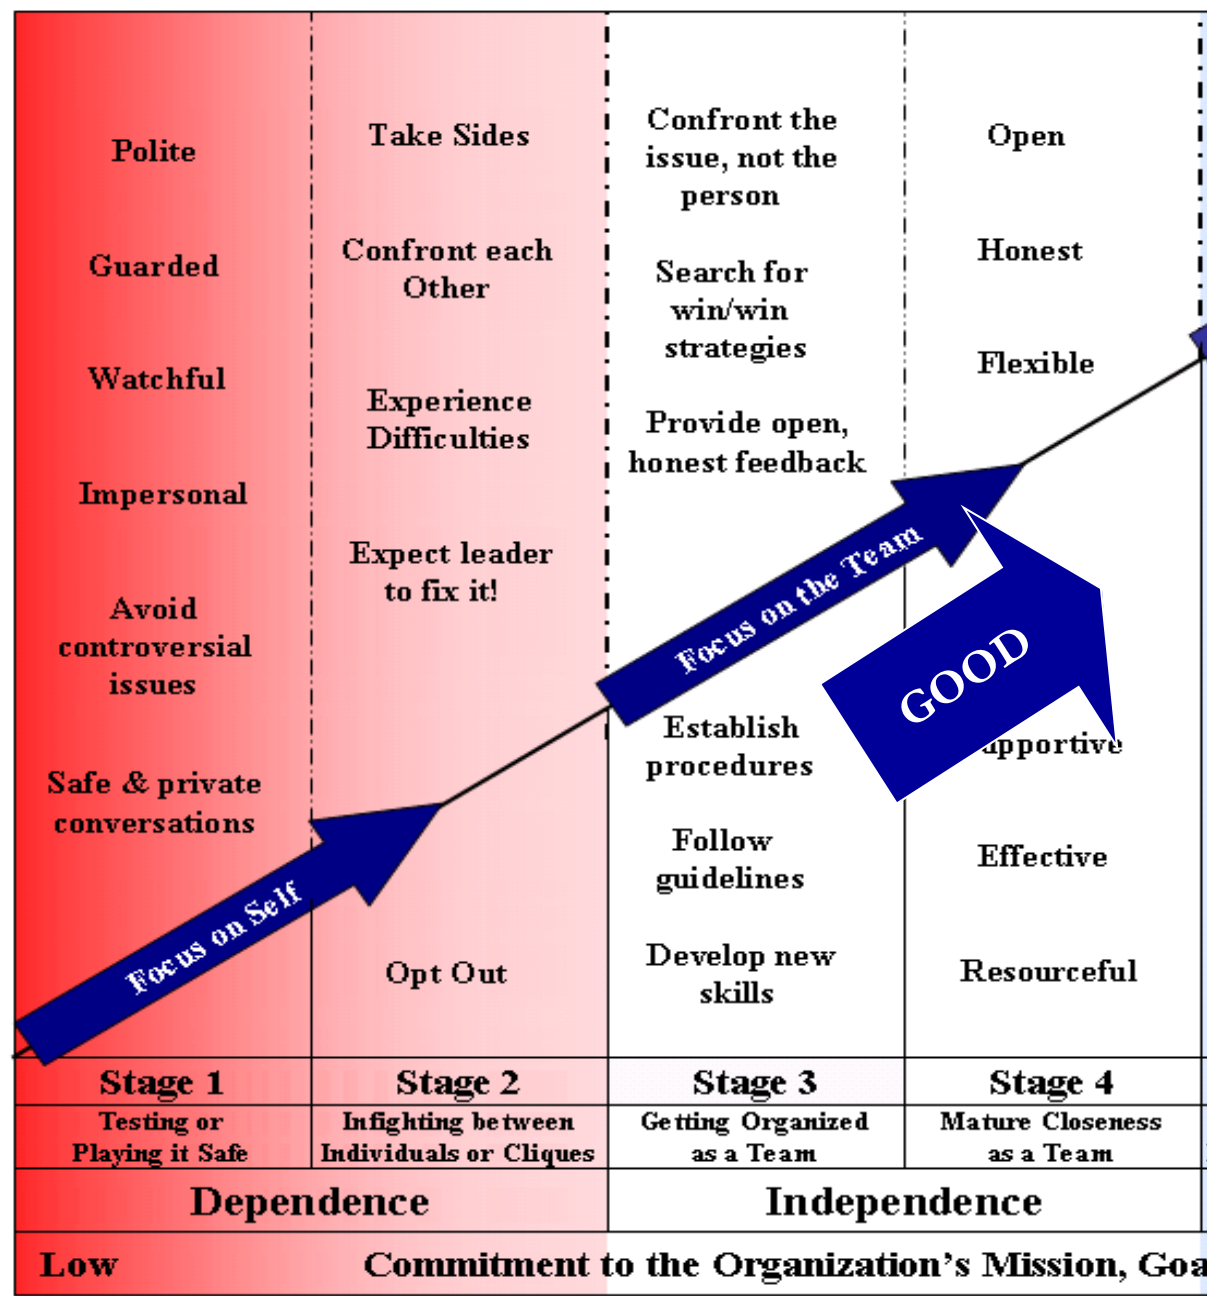 Polite
Guarded
Watchful
Impersonal
Avoid
controversial
issues
Safe & private
conversations
Take Sides
Confront each
Other
Experience
Difficulties
Expect leader
to fix it!
Opt Out
Confront the
issue, not the
person
Search for
win/win
strategies
Provide open,
honest feedback
Establish
procedures
Follow
guidelines
Develop new
skills
Open
Honest
Flexible
Effective
Resourceful
Focus on Self
Focus on the Team
GOOD
Stage 1
Stage 2
Stage 3
Stage 4
Testing or
Playing it Safe
Infighting between
Individuals or Cliques
Getting Organized
as a Team
Mature Closeness
as a Team
Dependence
Independence
Low
Commitment to the Organization's Mission, Goa